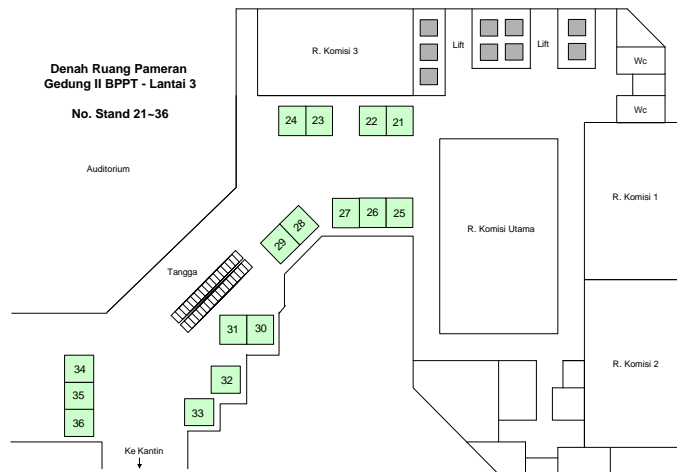 Denah Ruang Pameran
Gedung II BPPT - Lantai 3
No. Stand 21~36
Auditorium
R. Komisi 3
Lift
Lift
Wc
Wc
24 23 22 21
R. Komisi 1
27 26 25
R. Komisi Utama
28
29
Tangga
31 30
34
35
36
32
33
R. Komisi 2
Ke Kantin